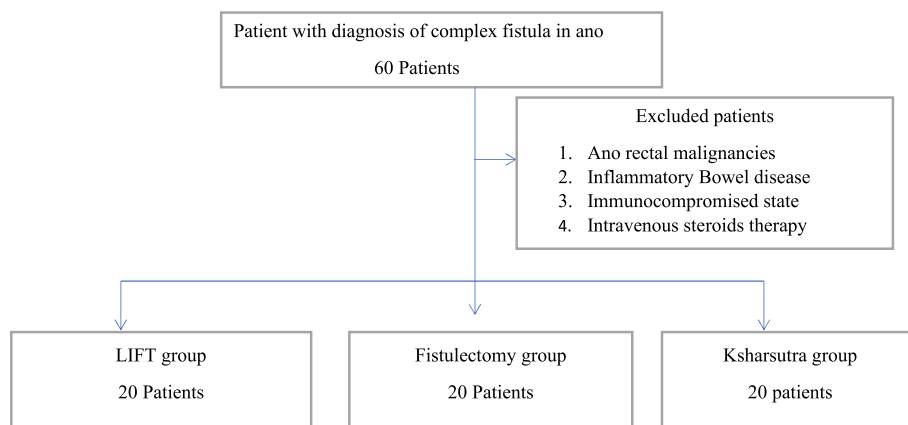 Patient with diagnosis of complex fistula in ano
60 Patients
Excluded patients
1. Ano rectal malignancies
2. Inflammatory Bowel disease
3. Immunocompromised state
4. Intravenous steroids therapy
LIFT group
20 Patients
Fistulectomy group
20 Patients
Ksharsutra group
20 patients